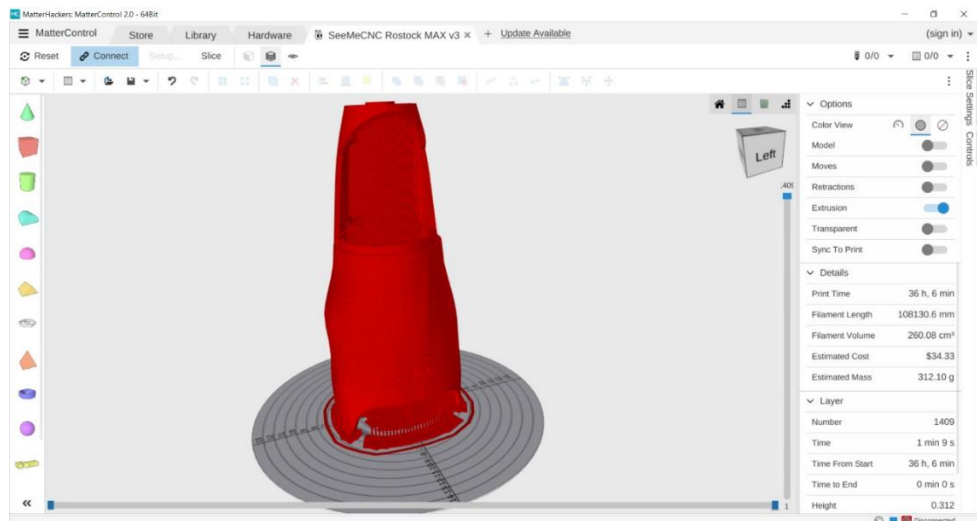 MatterHackers: MatterControl 2.0 - 64Bit
MatterControl Store Library Hardware SeeMeCNC Rostock MAX v3 × + Update Available (sign in)
Reset Connect Setup... Slice 0/0 0/0
Slice Settings
Controls
Left
Options
Color View
Model
Moves
Retractions
Extrusion
Transparent
Sync To Print
Details
Print Time 36 h, 6 min
Filament Length 108130.6 mm
Filament Volume 260.08 cm³
Estimated Cost $34.33
Estimated Mass 312.10 g
Layer
Number 1409
Time 1 min 9 s
Time From Start 36 h, 6 min
Time to End 0 min 0 s
Height 0.312
1
Disconnected